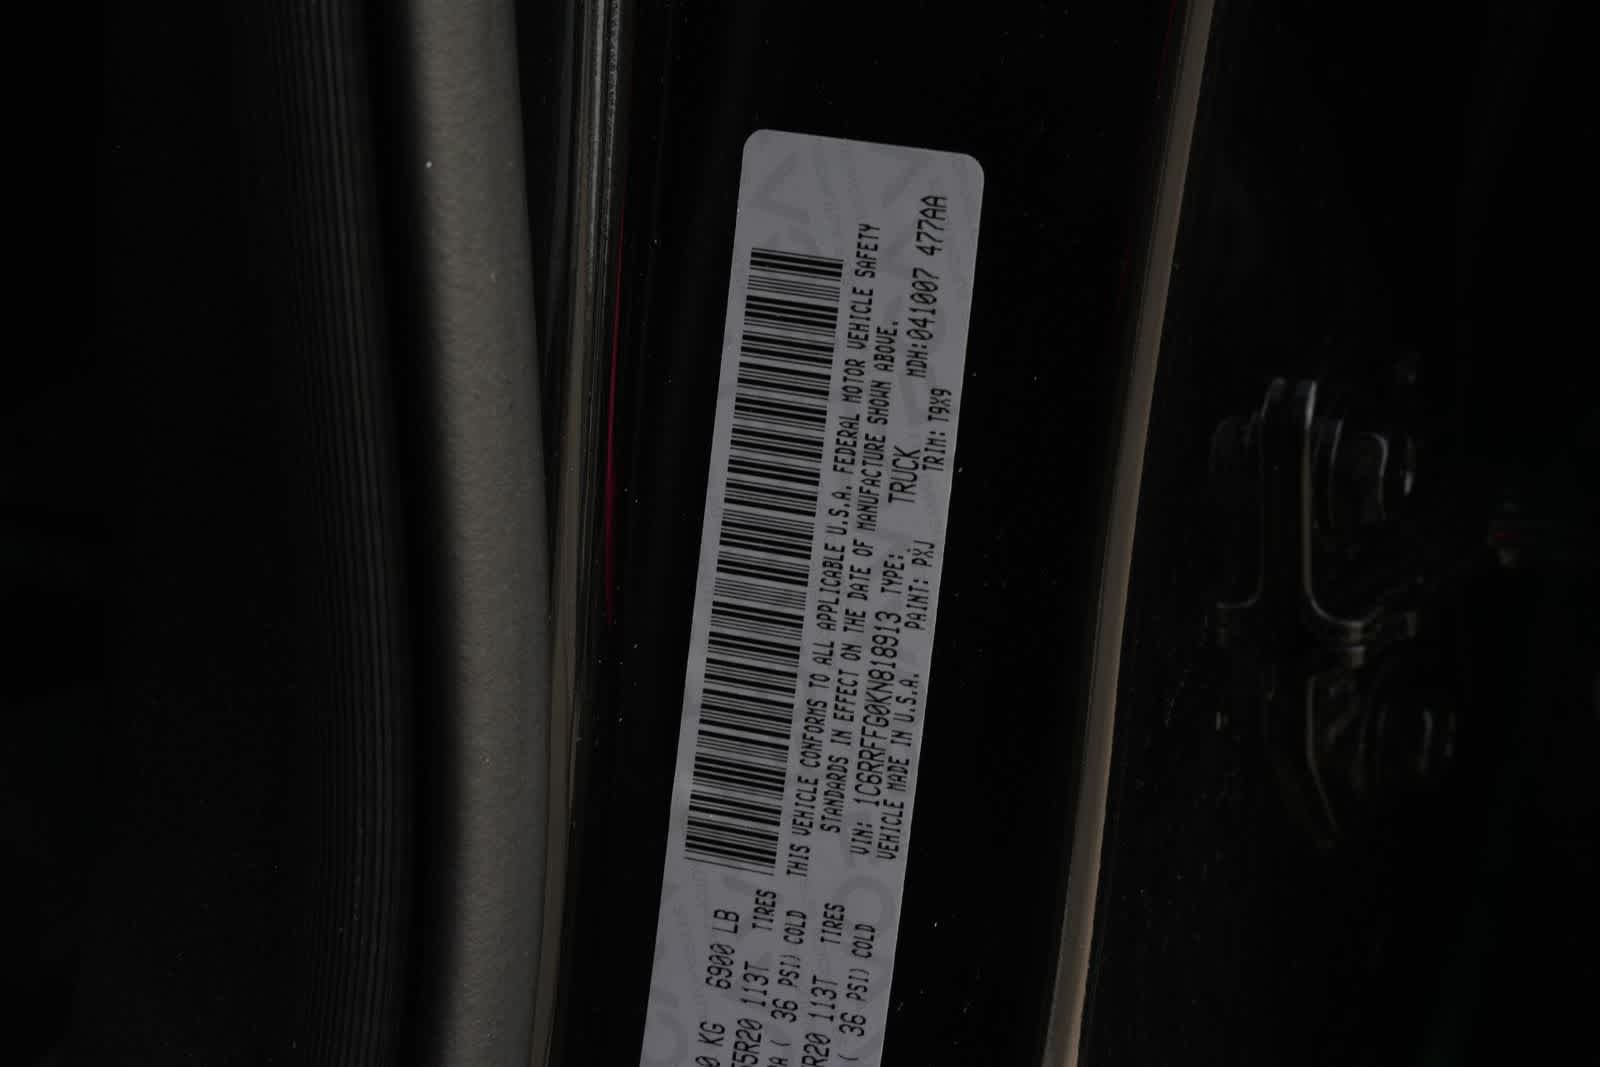 0 KG 6900 LB
5R20 113T TIRES
A ( 36 PSI) COLD
R20 113T TIRES
( 36 PSI) COLD
THIS VEHICLE CONFORMS TO ALL APPLICABLE U.S.A. FEDERAL MOTOR VEHICLE SAFETY
STANDARDS IN EFFECT ON THE DATE OF MANUFACTURE SHOWN ABOVE.
VIN: 1C6RRFFG0KN818913 TYPE: TRUCK MDH:041007 477AA
VEHICLE MADE IN U.S.A. PAINT: PXJ TRIM: T9X9